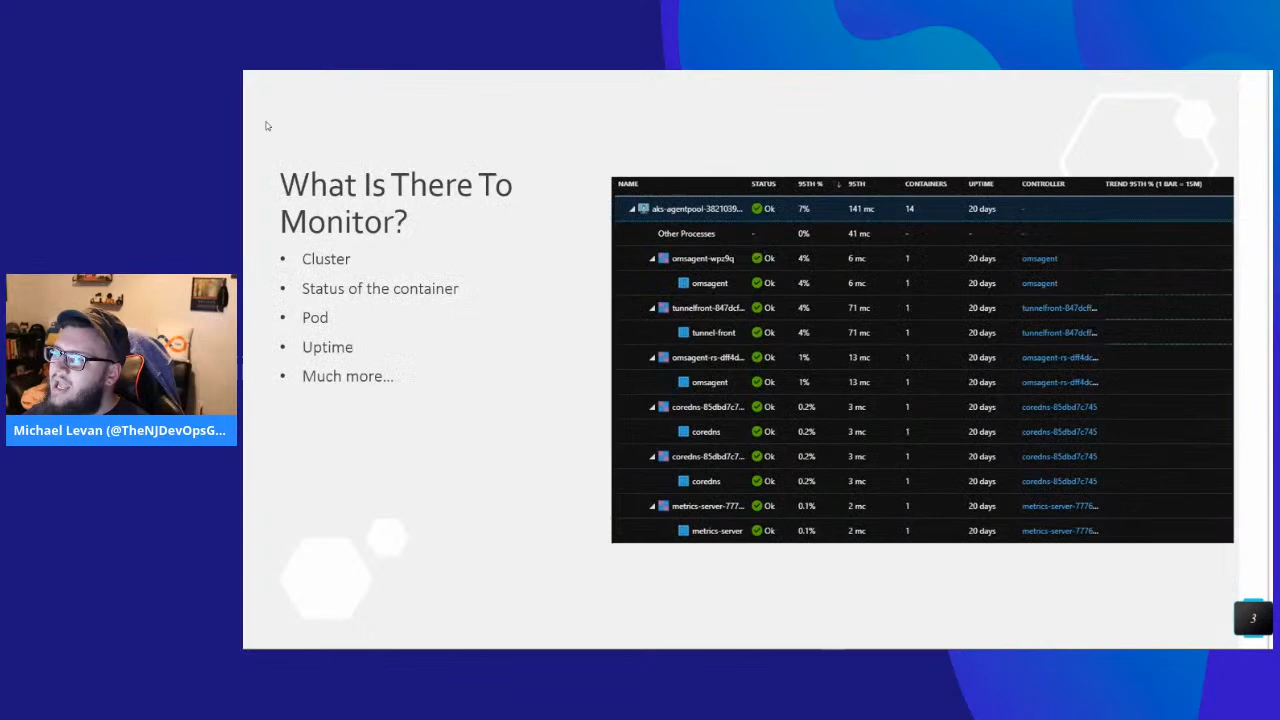 What Is There To
Monitor?
• Cluster
• Status of the container
• Pod
• Uptime
• Much more...
NAME STATUS 95TH % ↓ 95TH CONTAINERS UPTIME CONTROLLER TREND 95TH % (1 BAR = 15M)
aks-agentpool-3821039... Ok 7% 141 mc 14 20 days -
Other Processes - 0% 41 mc - - -
omsagent-wpz9q Ok 4% 6 mc 1 20 days omsagent
omsagent Ok 4% 6 mc 1 20 days omsagent
tunnelfront-847dcf... Ok 4% 71 mc 1 20 days tunnelfront-847dcff...
tunnel-front Ok 4% 71 mc 1 20 days tunnelfront-847dcff...
omsagent-rs-dff4d... Ok 1% 13 mc 1 20 days omsagent-rs-dff4dc...
omsagent Ok 1% 13 mc 1 20 days omsagent-rs-dff4dc...
coredns-85dbd7c7... Ok 0.2% 3 mc 1 20 days coredns-85dbd7c745
coredns Ok 0.2% 3 mc 1 20 days coredns-85dbd7c745
coredns-85dbd7c7... Ok 0.2% 3 mc 1 20 days coredns-85dbd7c745
coredns Ok 0.2% 3 mc 1 20 days coredns-85dbd7c745
metrics-server-777... Ok 0.1% 2 mc 1 20 days metrics-server-7776...
metrics-server Ok 0.1% 2 mc 1 20 days metrics-server-7776...
Michael Levan (@TheNJDevOpsG...
3